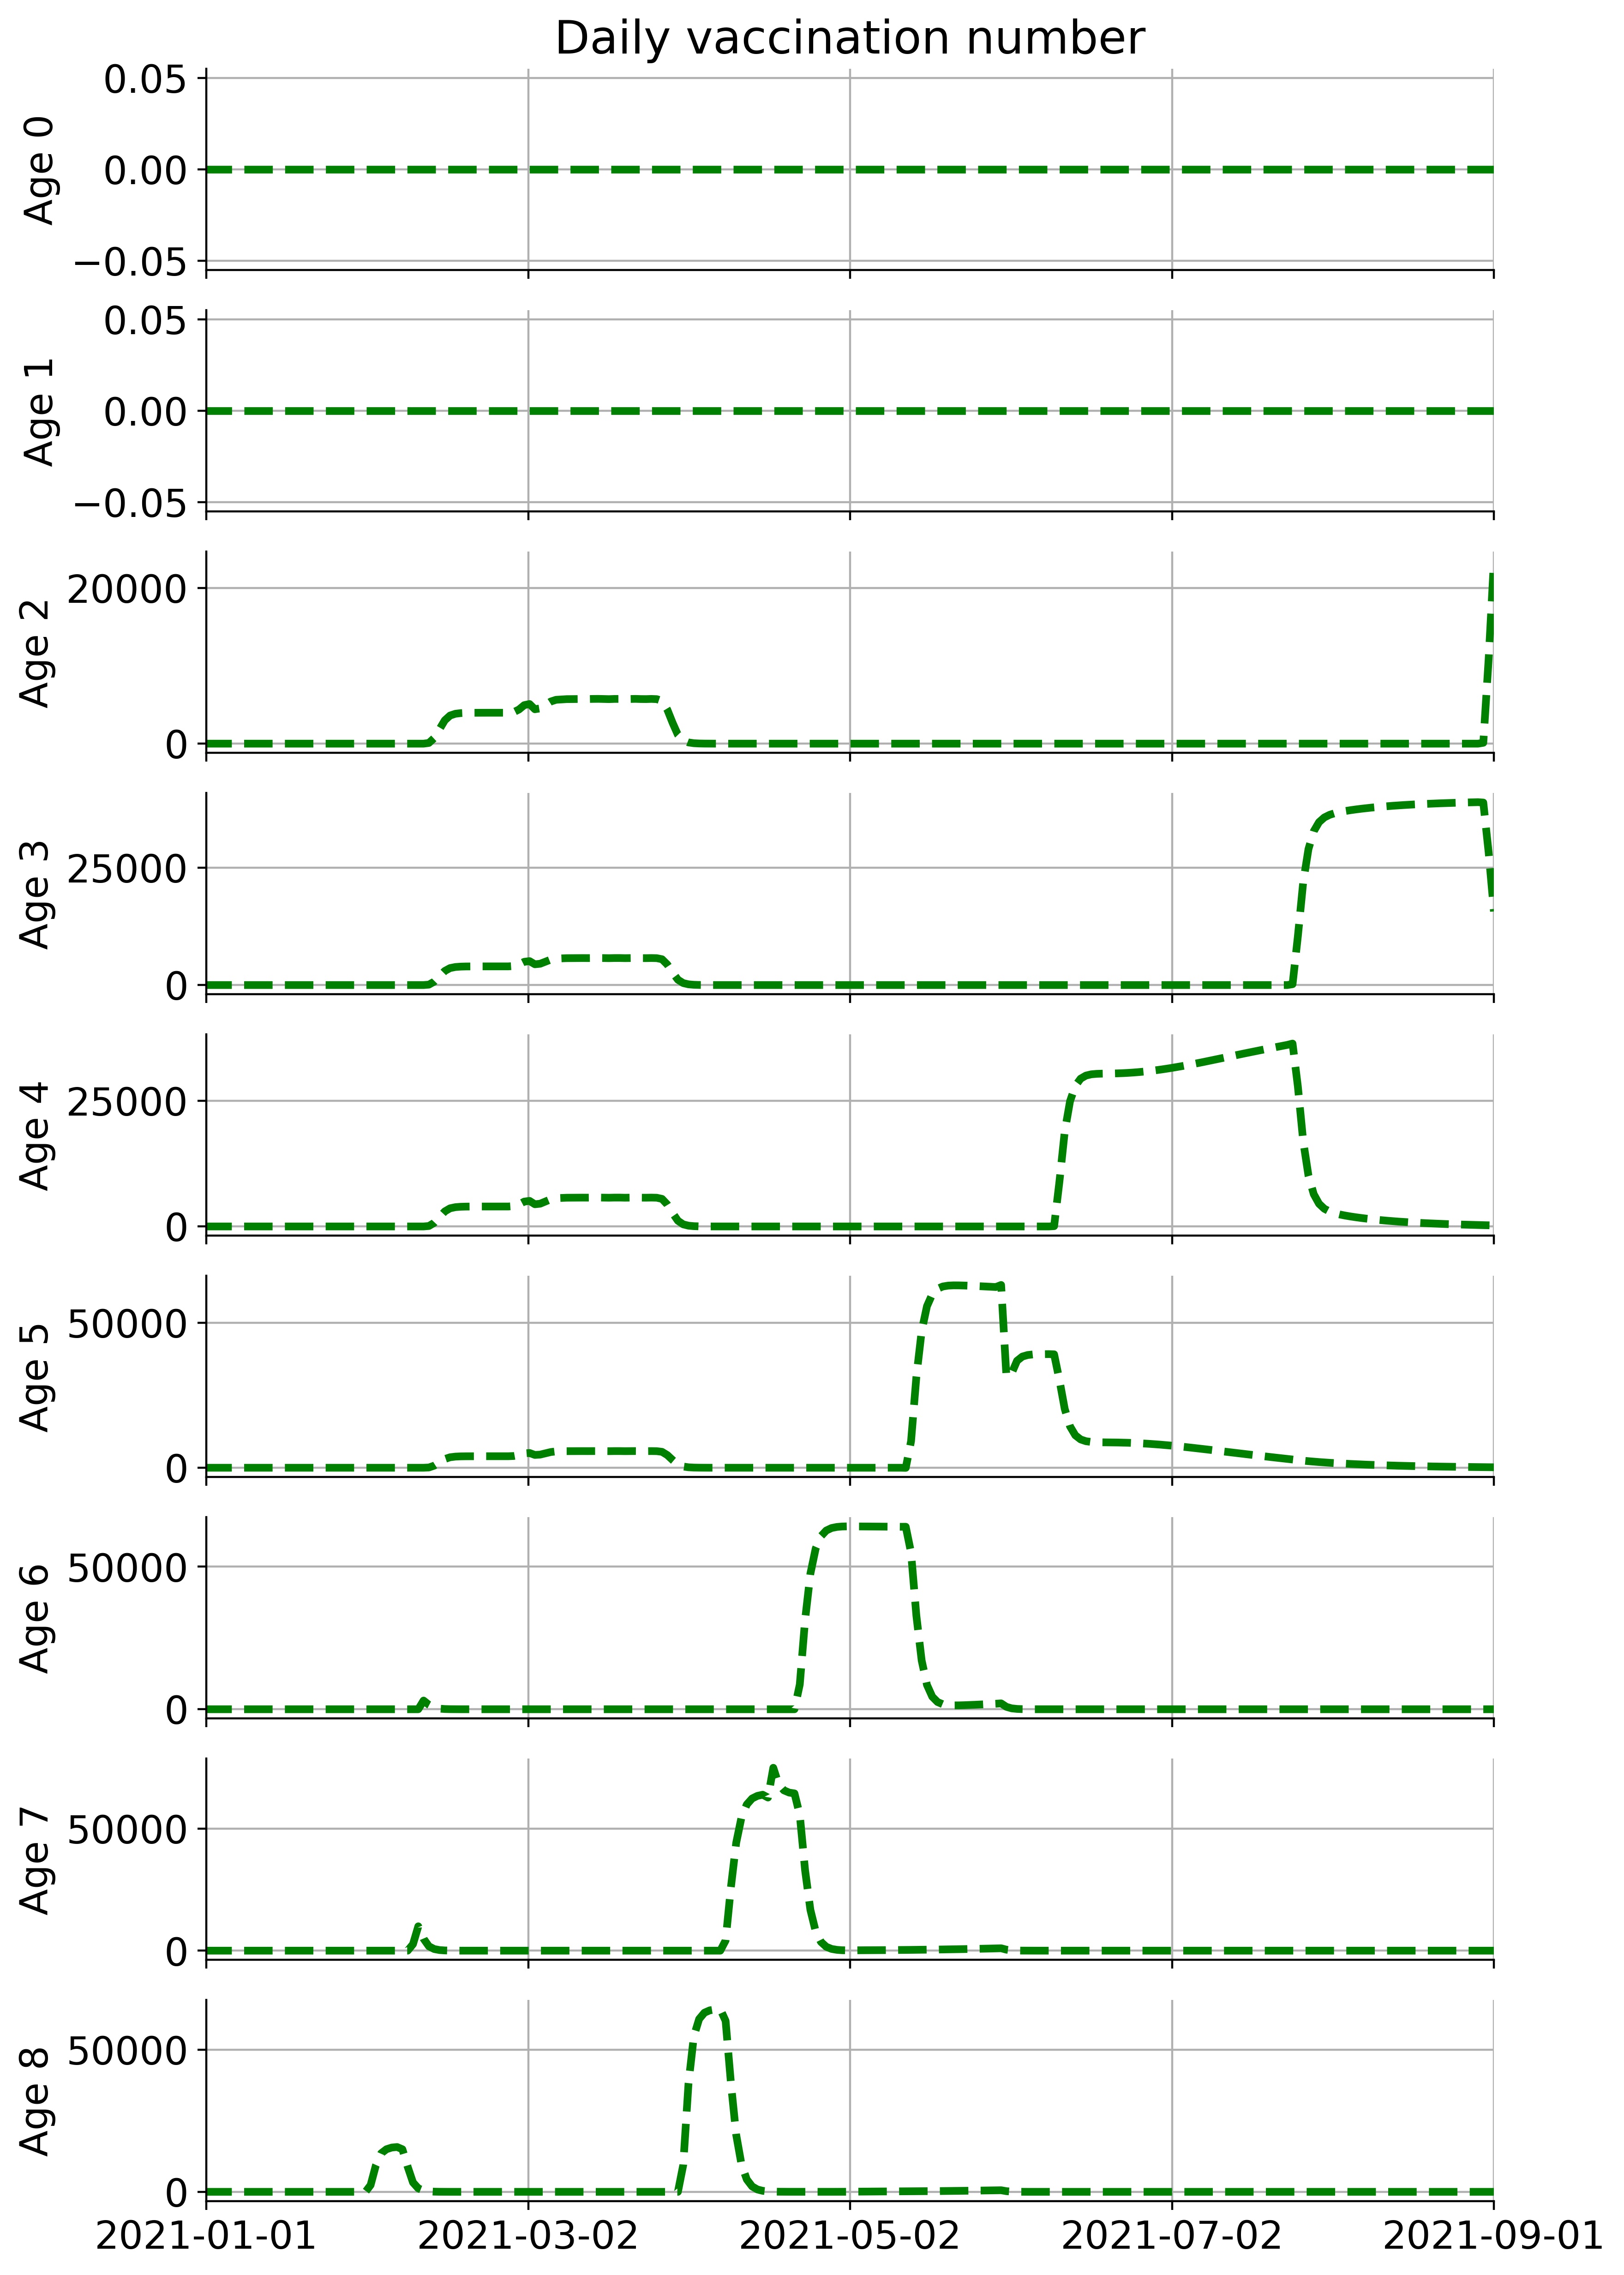 Daily vaccination number
Age 0
0.05
0.00
−0.05
Age 1
0.05
0.00
−0.05
Age 2
20000
0
Age 3
25000
0
Age 4
25000
0
Age 5
50000
0
Age 6
50000
0
Age 7
50000
0
Age 8
50000
0
2021-01-01 2021-03-02 2021-05-02 2021-07-02 2021-09-01